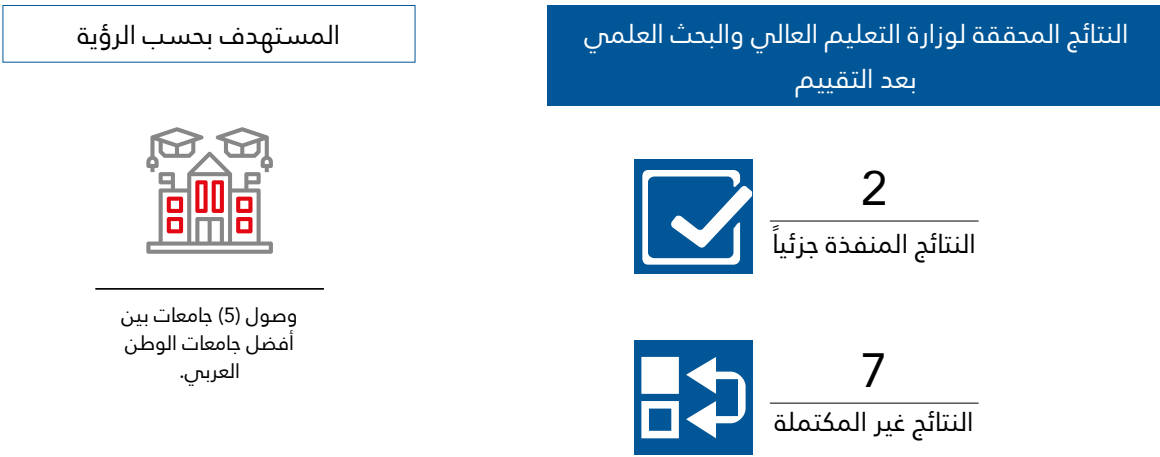 النتائج المحققة لوزارة التعليم العالي والبحث العلمي
بعد التقييم
2
النتائج المنفذة جزئياً
7
النتائج غير المكتملة
المستهدف بحسب الرؤية
وصول (5) جامعات بين
أفضل جامعات الوطن
العربي.